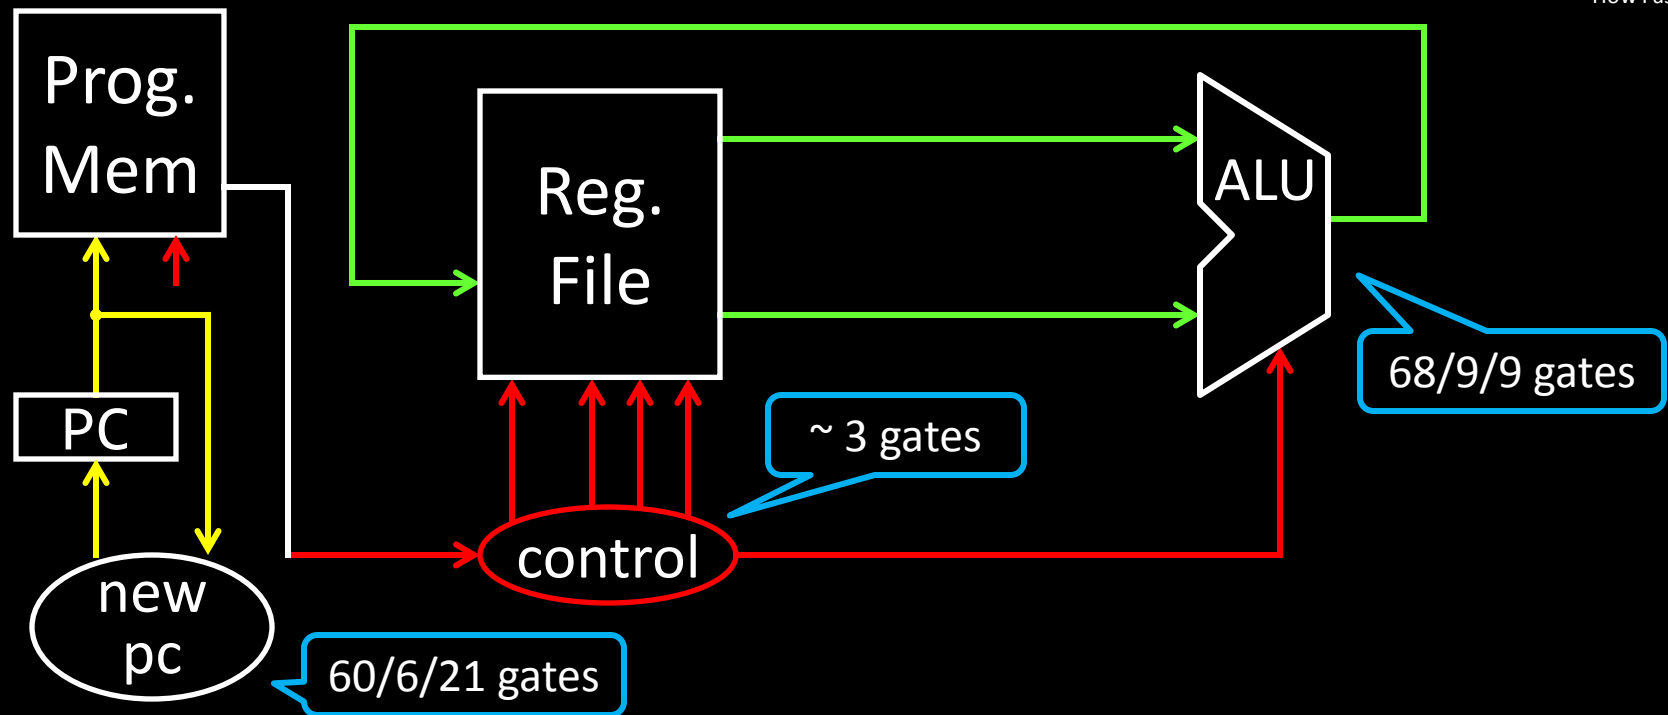 Prog.
Mem
Reg.
File
ALU
68/9/9 gates
PC
~ 3 gates
control
new
pc
60/6/21 gates